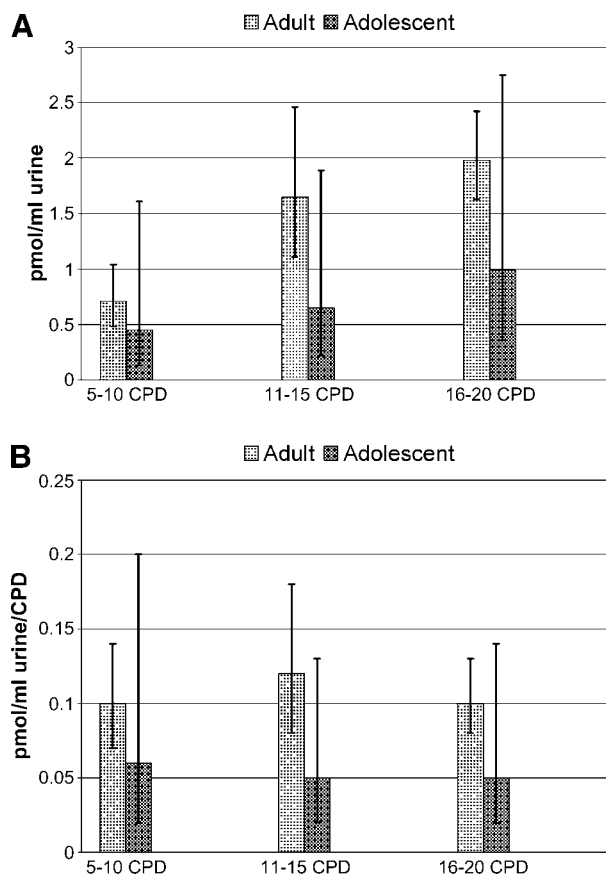 A
Adult Adolescent
3
2.5
2
1.5
1
0.5
0
pmol/ml urine
5-10 CPD 11-15 CPD 16-20 CPD
B
Adult Adolescent
0.25
0.2
0.15
0.1
0.05
0
pmol/ml urine/CPD
5-10 CPD 11-15 CPD 16-20 CPD